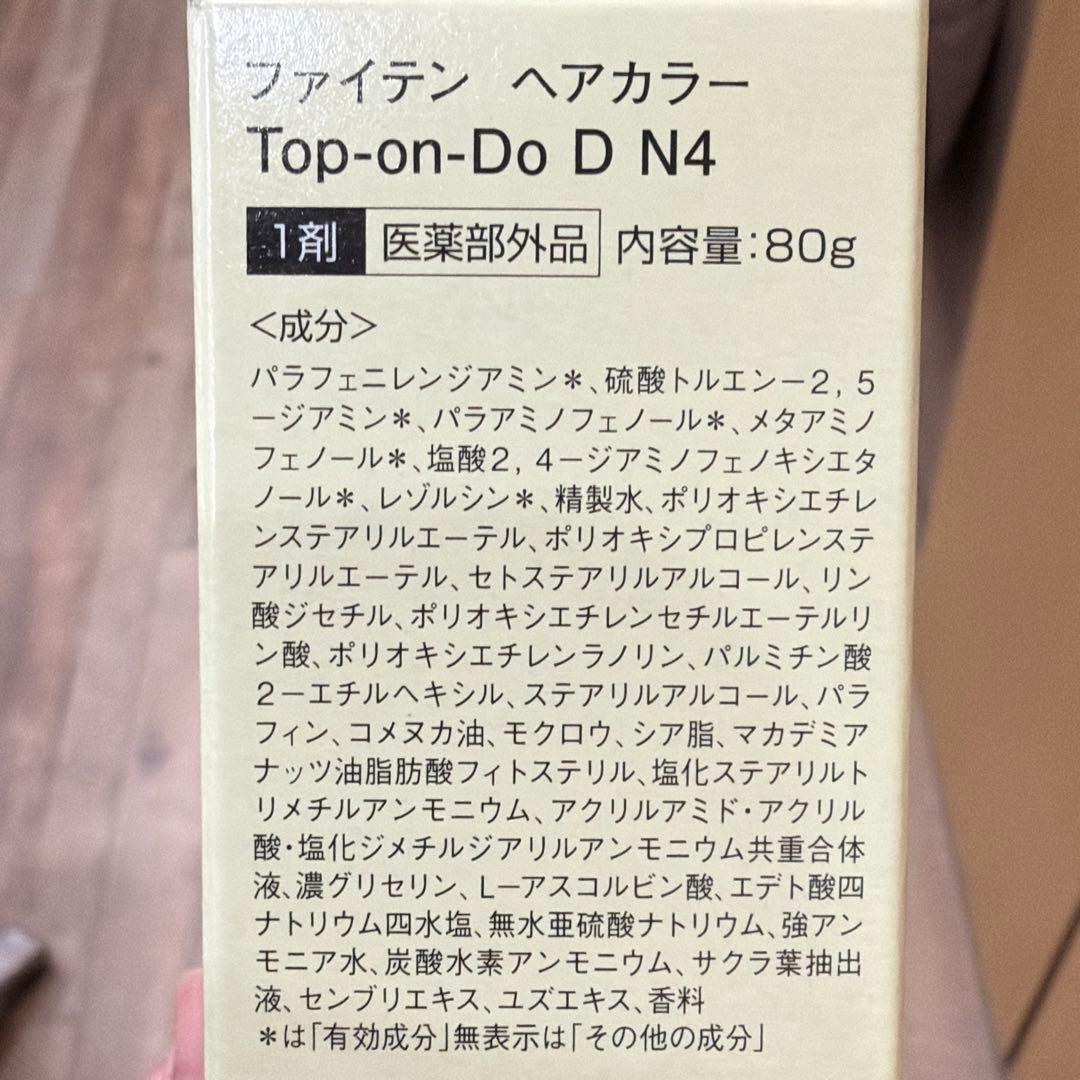 ファイテン ヘアカラー
Top-on-Do D N4
1剤 医薬部外品 内容量：80g
＜成分＞
パラフェニレンジアミン＊、硫酸トルエン－2，5
－ジアミン＊、パラアミノフェノール＊、メタアミノ
フェノール＊、塩酸2，4－ジアミノフェノキシエタ
ノール＊、レゾルシン＊、精製水、ポリオキシエチレ
ンステアリルエーテル、ポリオキシプロピレンステ
アリルエーテル、セトステアリルアルコール、リン
酸ジセチル、ポリオキシエチレンセチルエーテルリ
ン酸、ポリオキシエチレンラノリン、パルミチン酸
2－エチルヘキシル、ステアリルアルコール、パラ
フィン、コメヌカ油、モクロウ、シア脂、マカデミア
ナッツ油脂肪酸フィトステリル、塩化ステアリルト
リメチルアンモニウム、アクリルアミド・アクリル
酸・塩化ジメチルジアリルアンモニウム共重合体
液、濃グリセリン、L－アスコルビン酸、エデト酸四
ナトリウム四水塩、無水亜硫酸ナトリウム、強アン
モニア水、炭酸水素アンモニウム、サクラ葉抽出
液、センブリエキス、ユズエキス、香料
＊は「有効成分」無表示は「その他の成分」